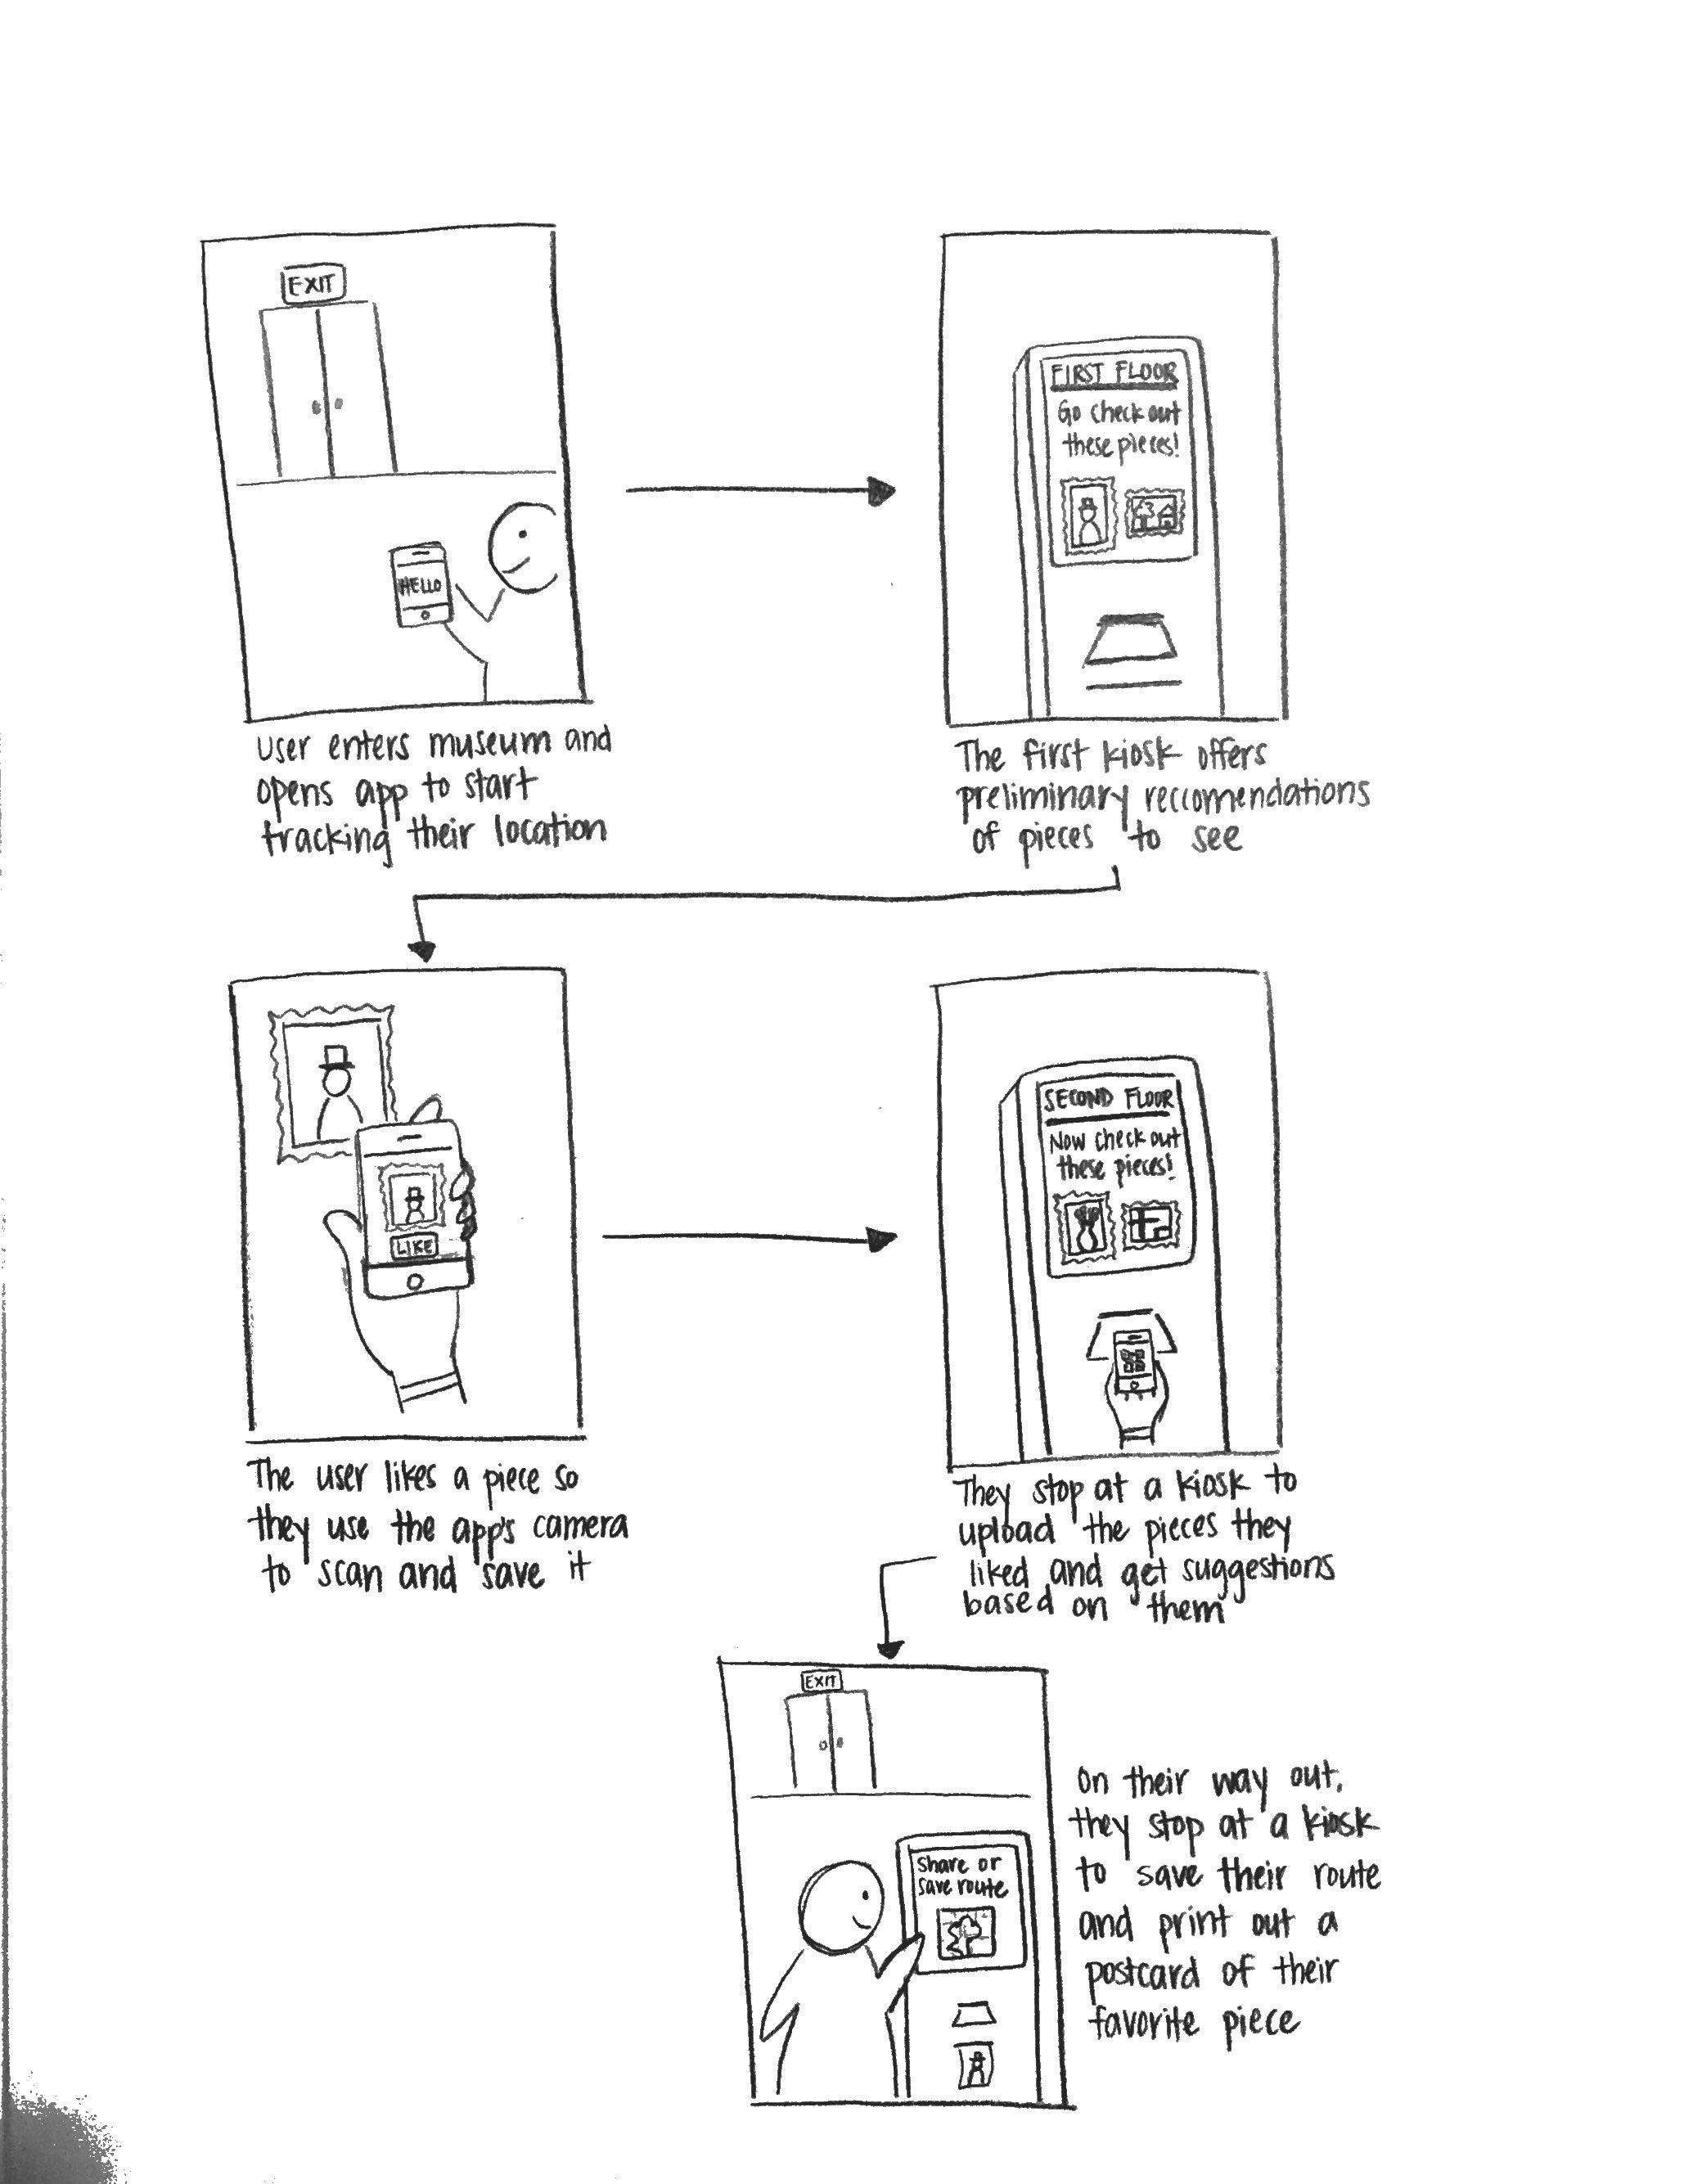 EXIT
HELLO
User enters museum and
opens app to start
tracking their location
FIRST FLOOR
Go check out
these pieces!
The first kiosk offers
preliminary reccomendations
of pieces to see
LIKE
The user likes a piece so
they use the app's camera
to scan and save it
SECOND FLOOR
Now check out
these pieces!
They stop at a kiosk to
upload the pieces they
liked and get suggestions
based on them
EXIT
Share or
save route
On their way out,
they stop at a kiosk
to save their route
and print out a
postcard of their
favorite piece